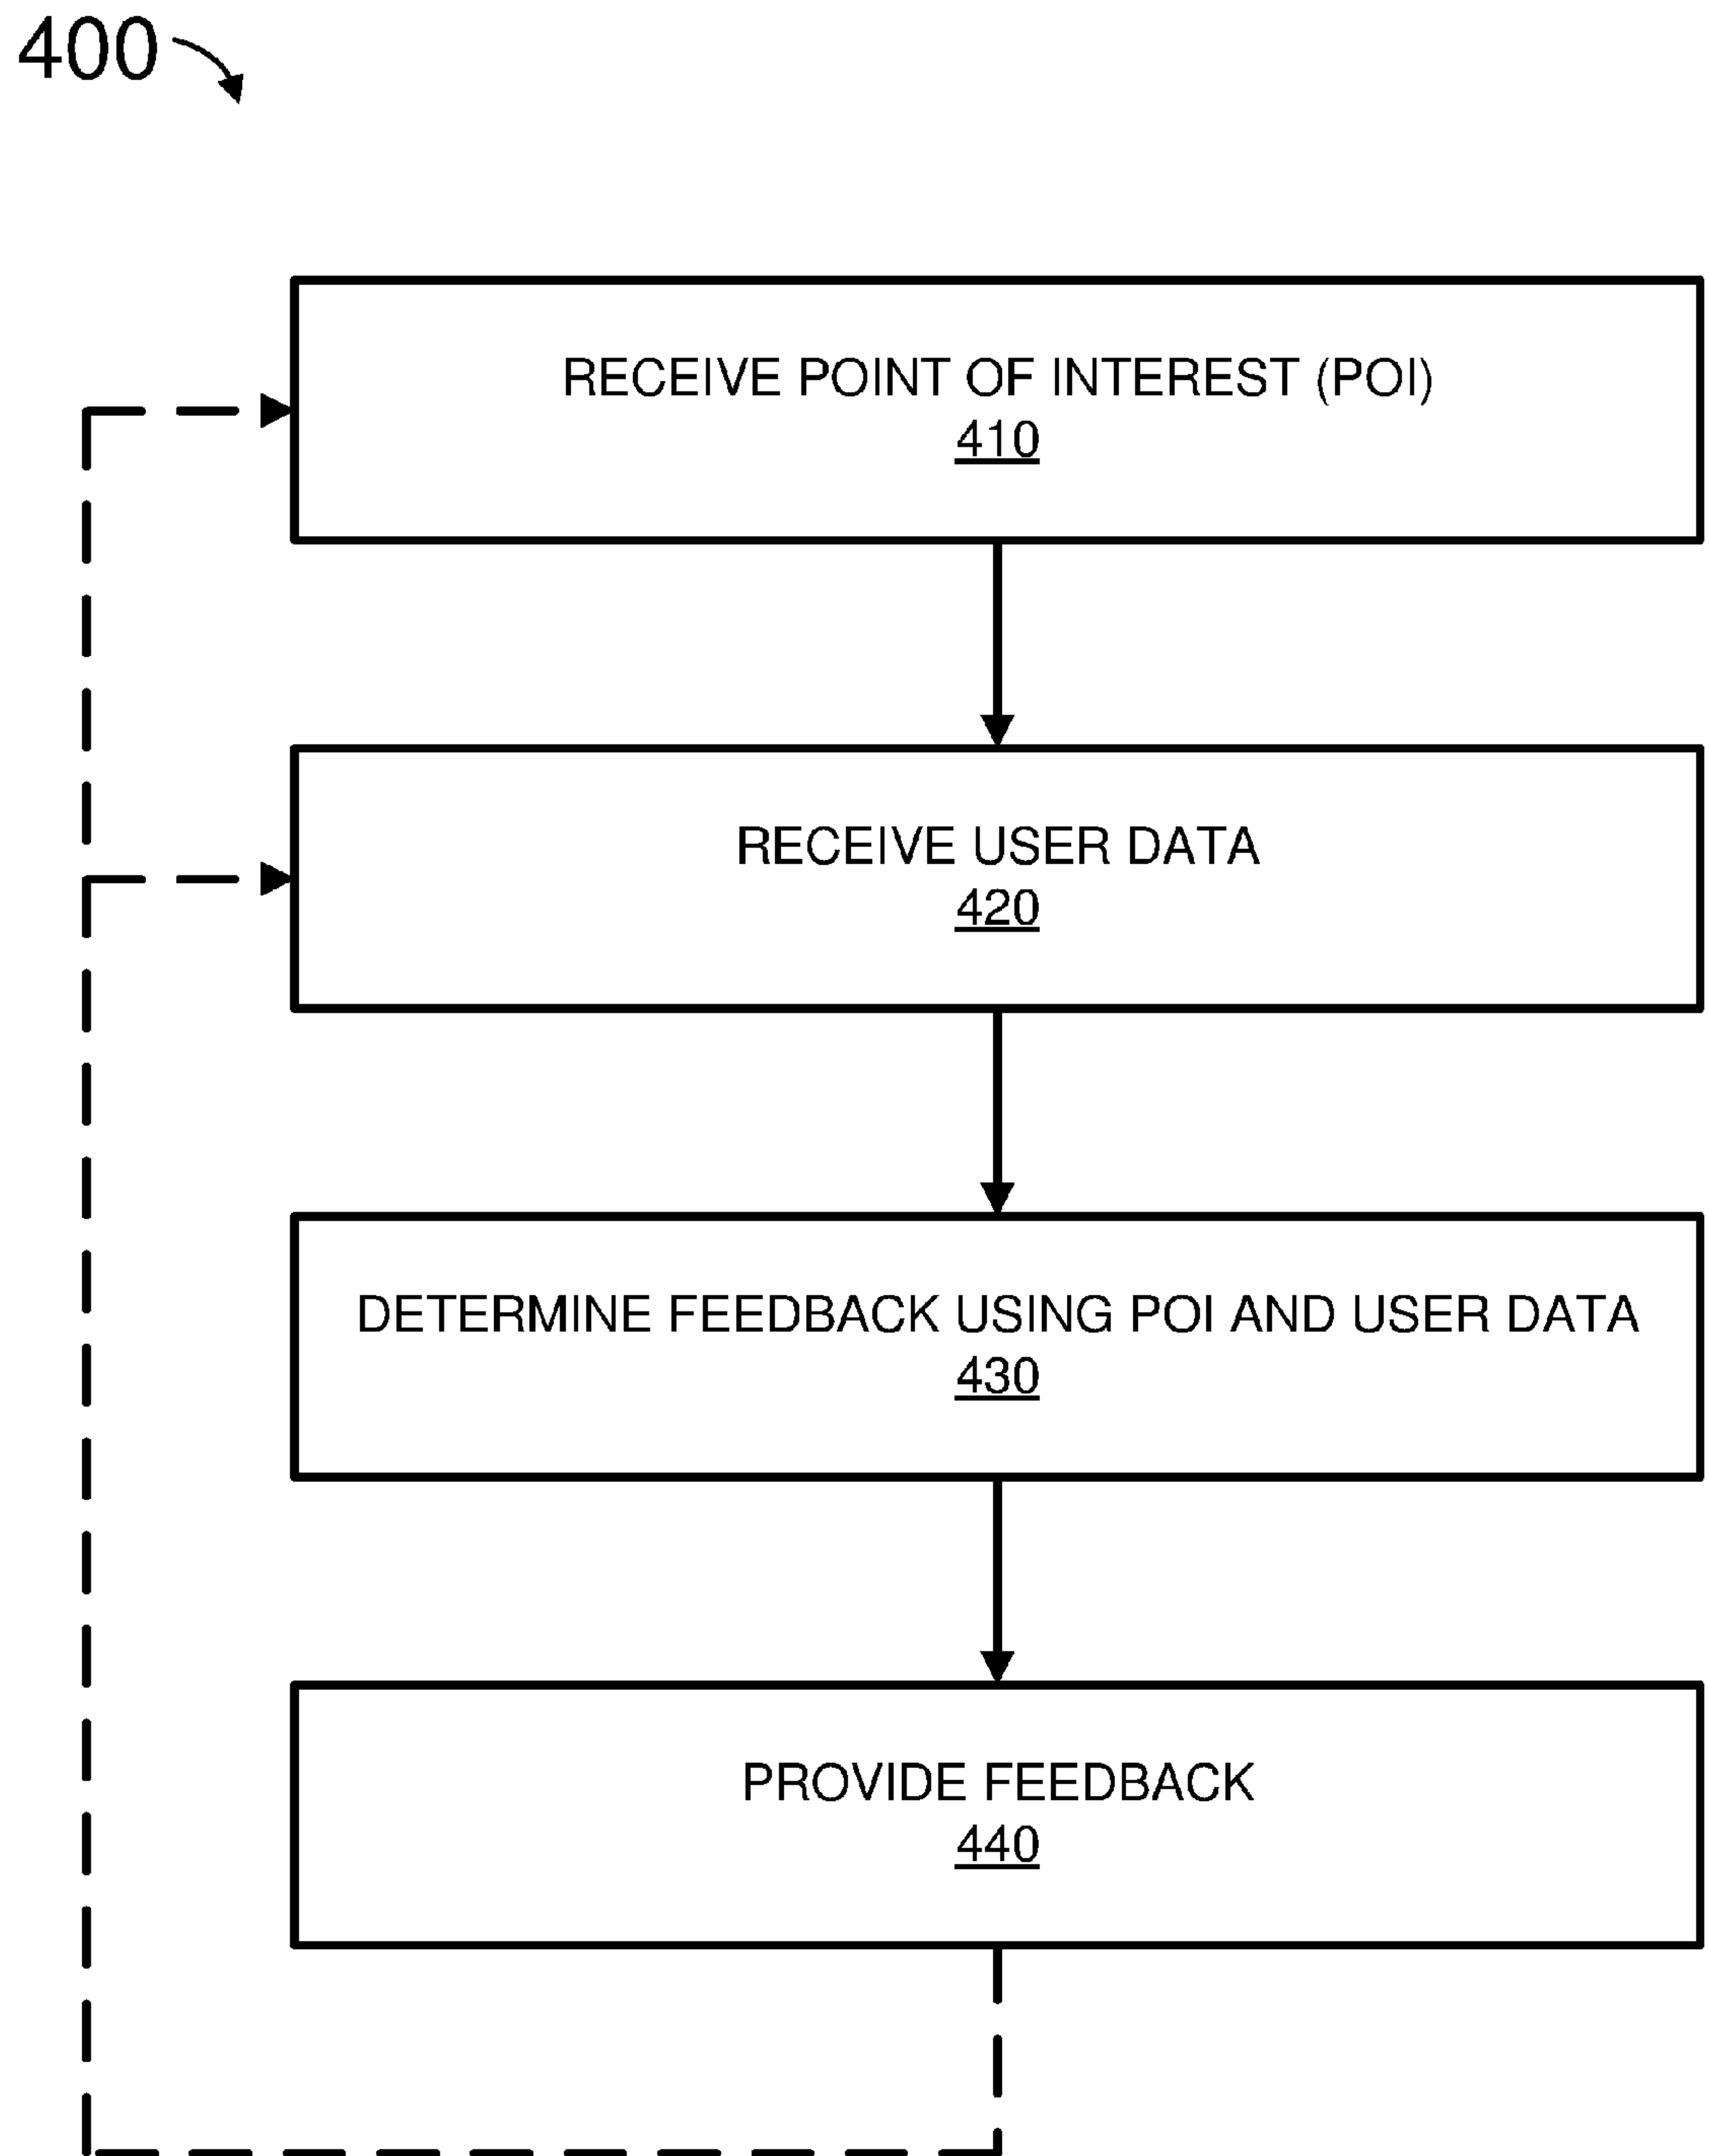 400
RECEIVE POINT OF INTEREST (POI)
410
RECEIVE USER DATA
420
DETERMINE FEEDBACK USING POI AND USER DATA
430
PROVIDE FEEDBACK
440